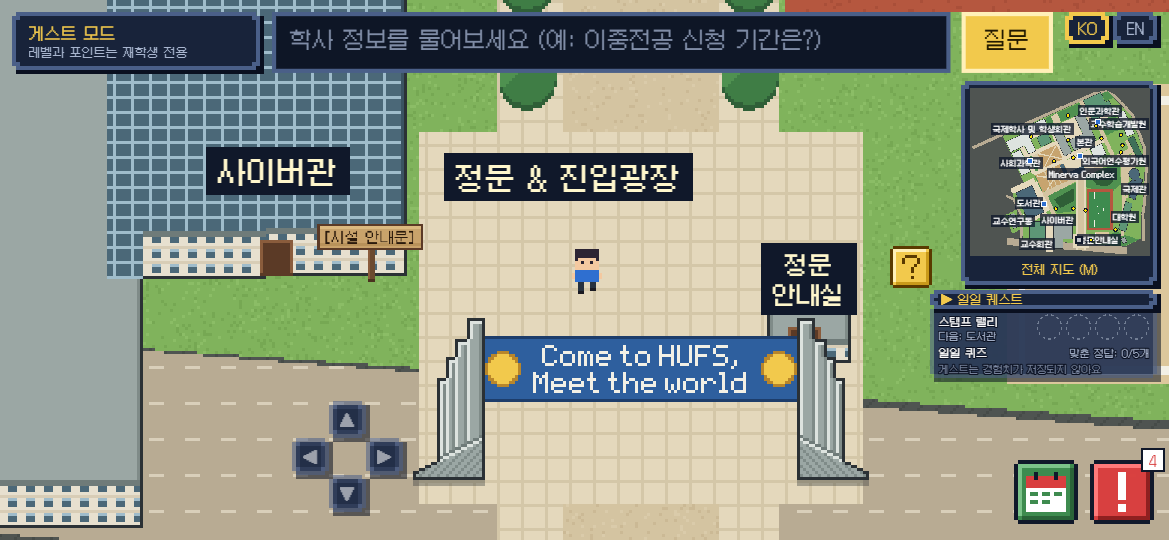 게스트 모드
레벨과 포인트는 재학생 전용
학사 정보를 물어보세요 (예: 이중전공 신청 기간은?)
질문
KO
EN
인문과학관
국제학사 및 학생회관
교수학습개발원
본관
사회과학관
외국어연수평가원
Minerva Complex
국제관
도서관
교수연구동
사이버관
대학원
교수회관
안내실
전체 지도 (M)
사이버관
정문 & 진입광장
[시설 안내문]
정문
안내실
?
▶ 일일 퀘스트
스탬프 랠리
다음: 도서관
일일 퀴즈
맞춘 정답: 0/5개
게스트는 경험치가 저장되지 않아요
Come to HUFS,
Meet the world
4
!